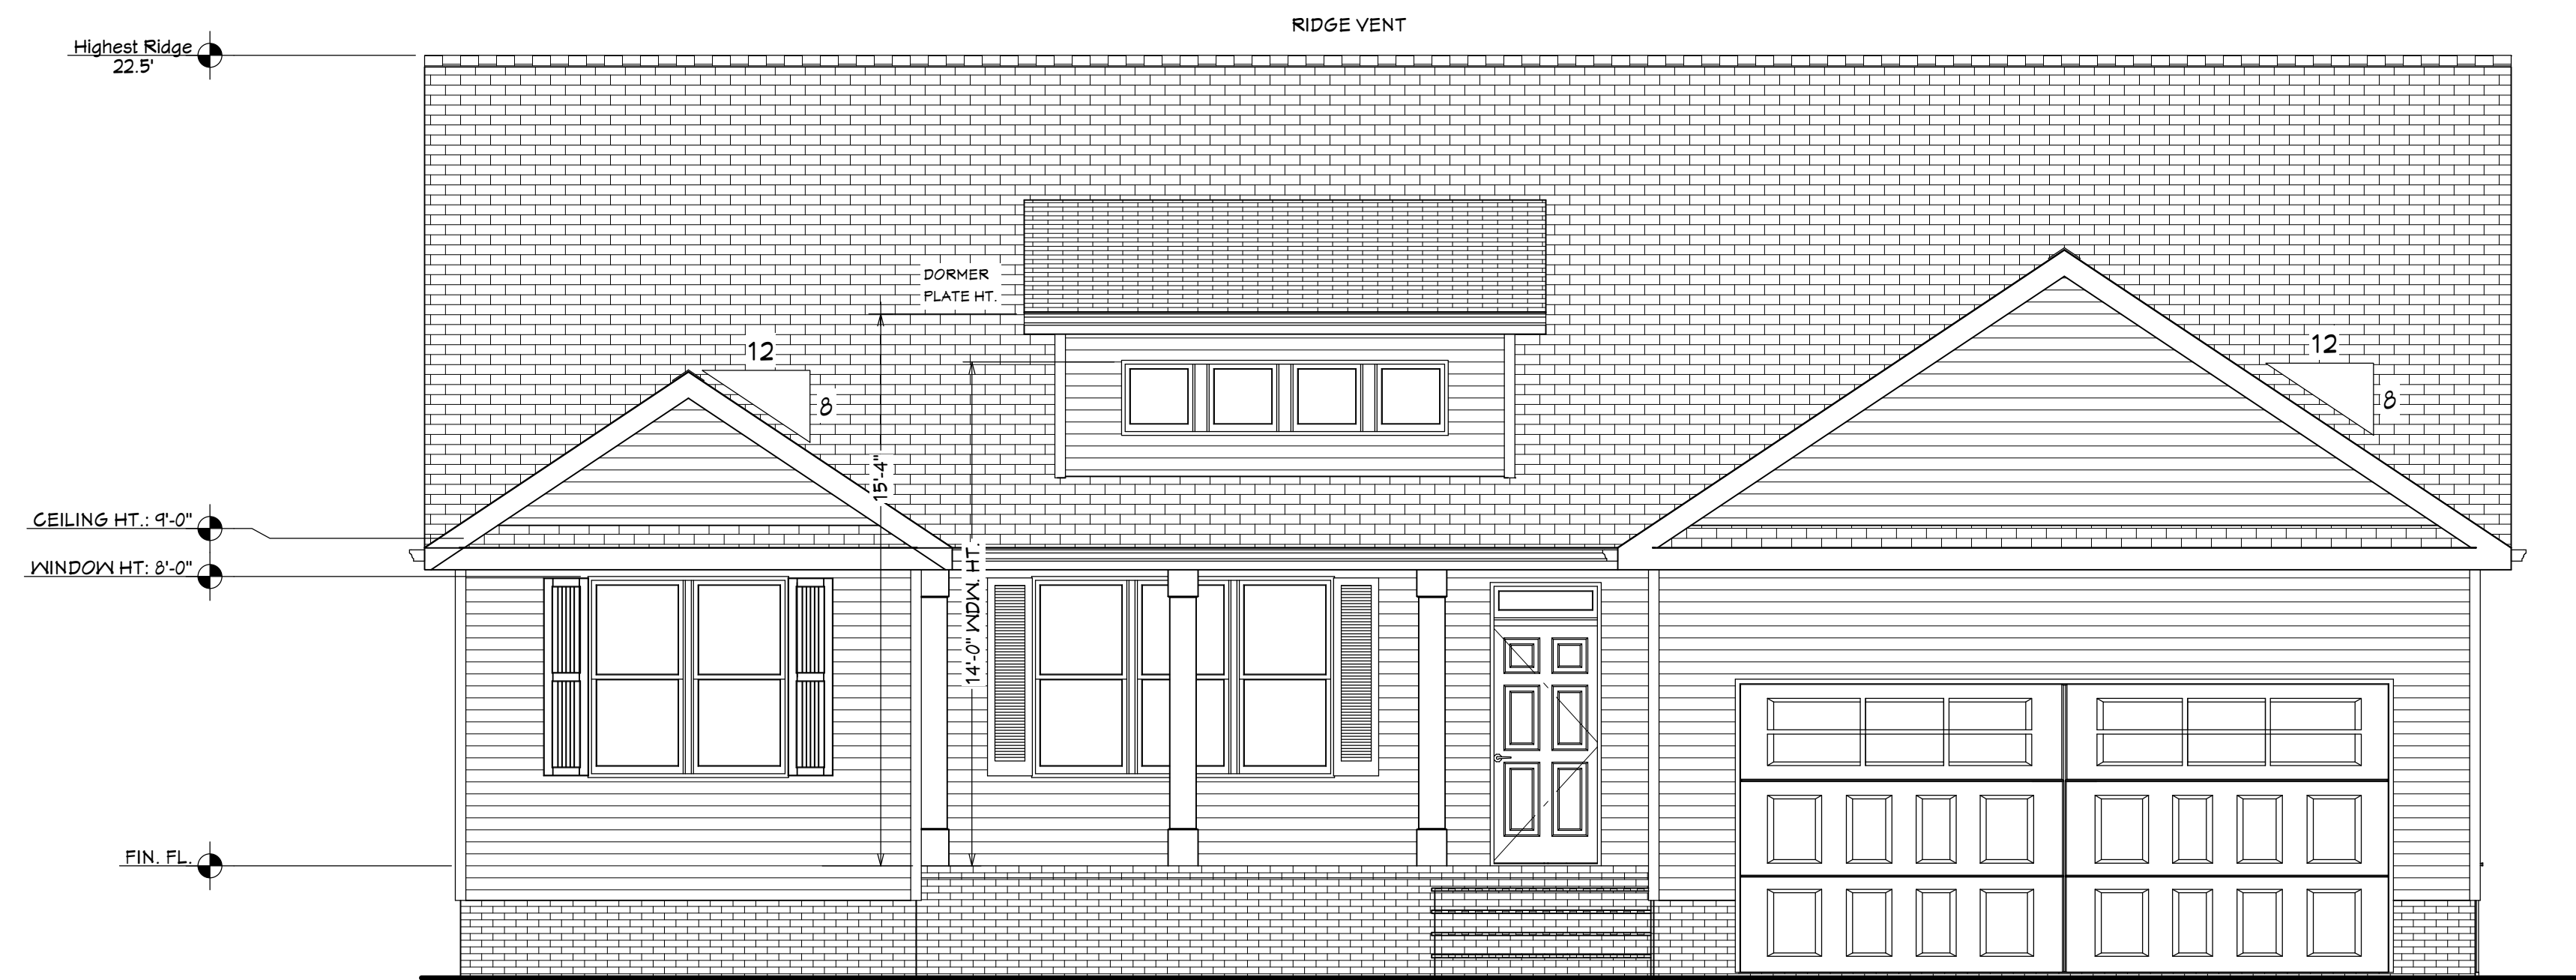 RIDGE VENT
Highest Ridge
22.5'
DORMER
PLATE HT.
12
8
12
8
15'-4"
CEILING HT.: 9'-0"
WINDOW HT: 8'-0"
14'-0" WDW. HT.
FIN. FL.